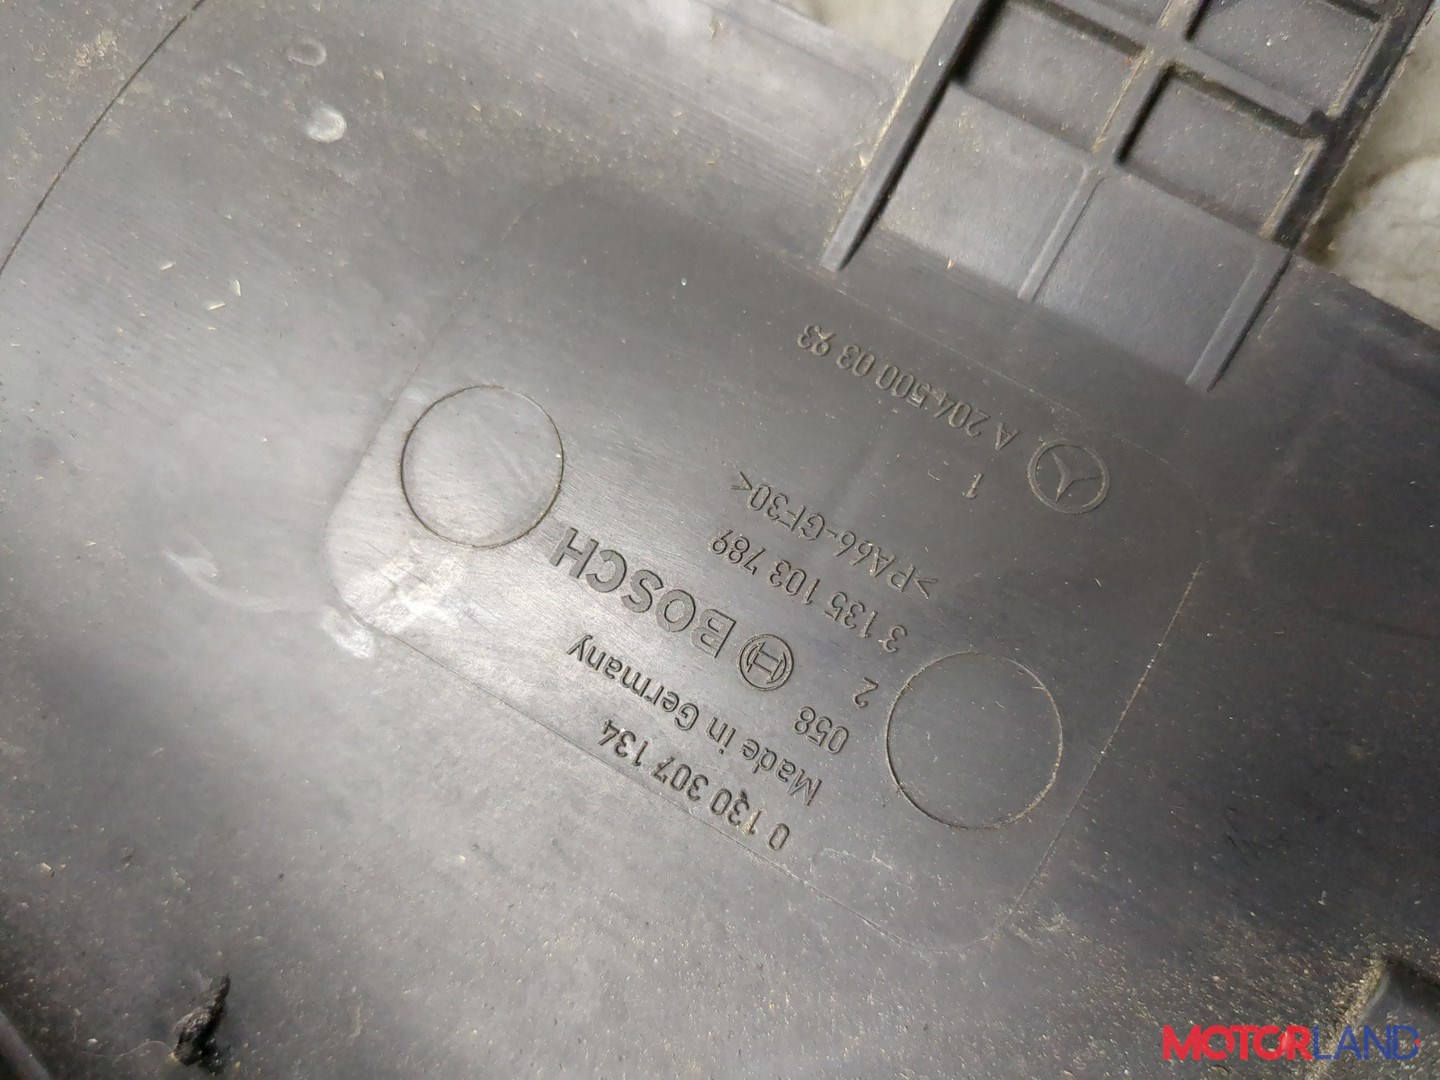 A 204 500 03 93
1 -
>PA66-GF30<
3 135 103 789
2
BOSCH
058
Made in Germany
0 130 307 134
MOTORLAND